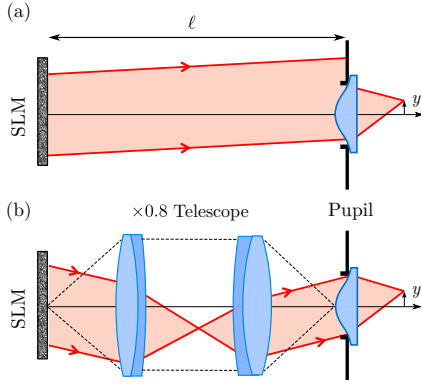 (a)
ℓ
SLM
y
(b)
×0.8 Telescope
Pupil
SLM
y